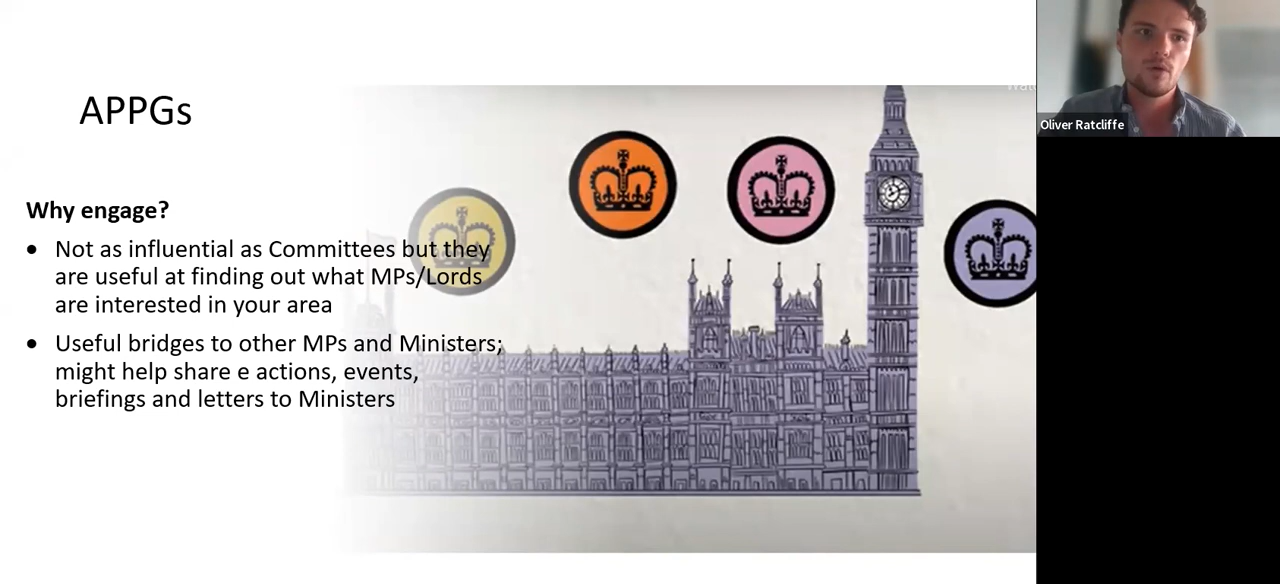 APPGs
Why engage?
• Not as influential as Committees but they
are useful at finding out what MPs/Lords
are interested in your area
• Useful bridges to other MPs and Ministers;
might help share e actions, events,
briefings and letters to Ministers
Oliver Ratcliffe